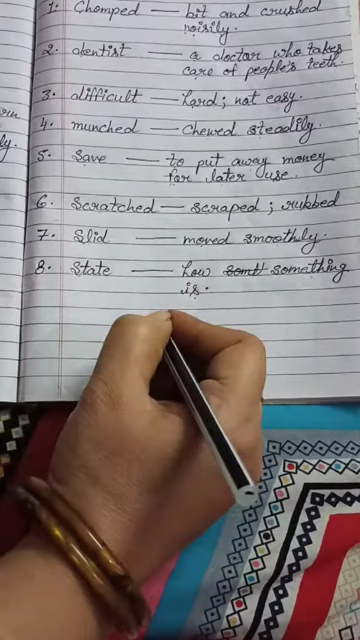 1. Chomped — bit and crushed
noisily.
2. dentist — a doctor who takes
care of people's teeth.
3. difficult — hard; not easy.
4. munched — chewed steadily.
5. Save — to put away money
for later use.
6. Scratched — scraped; rubbed
7. Slid — moved smoothly.
8. State — how something
is.